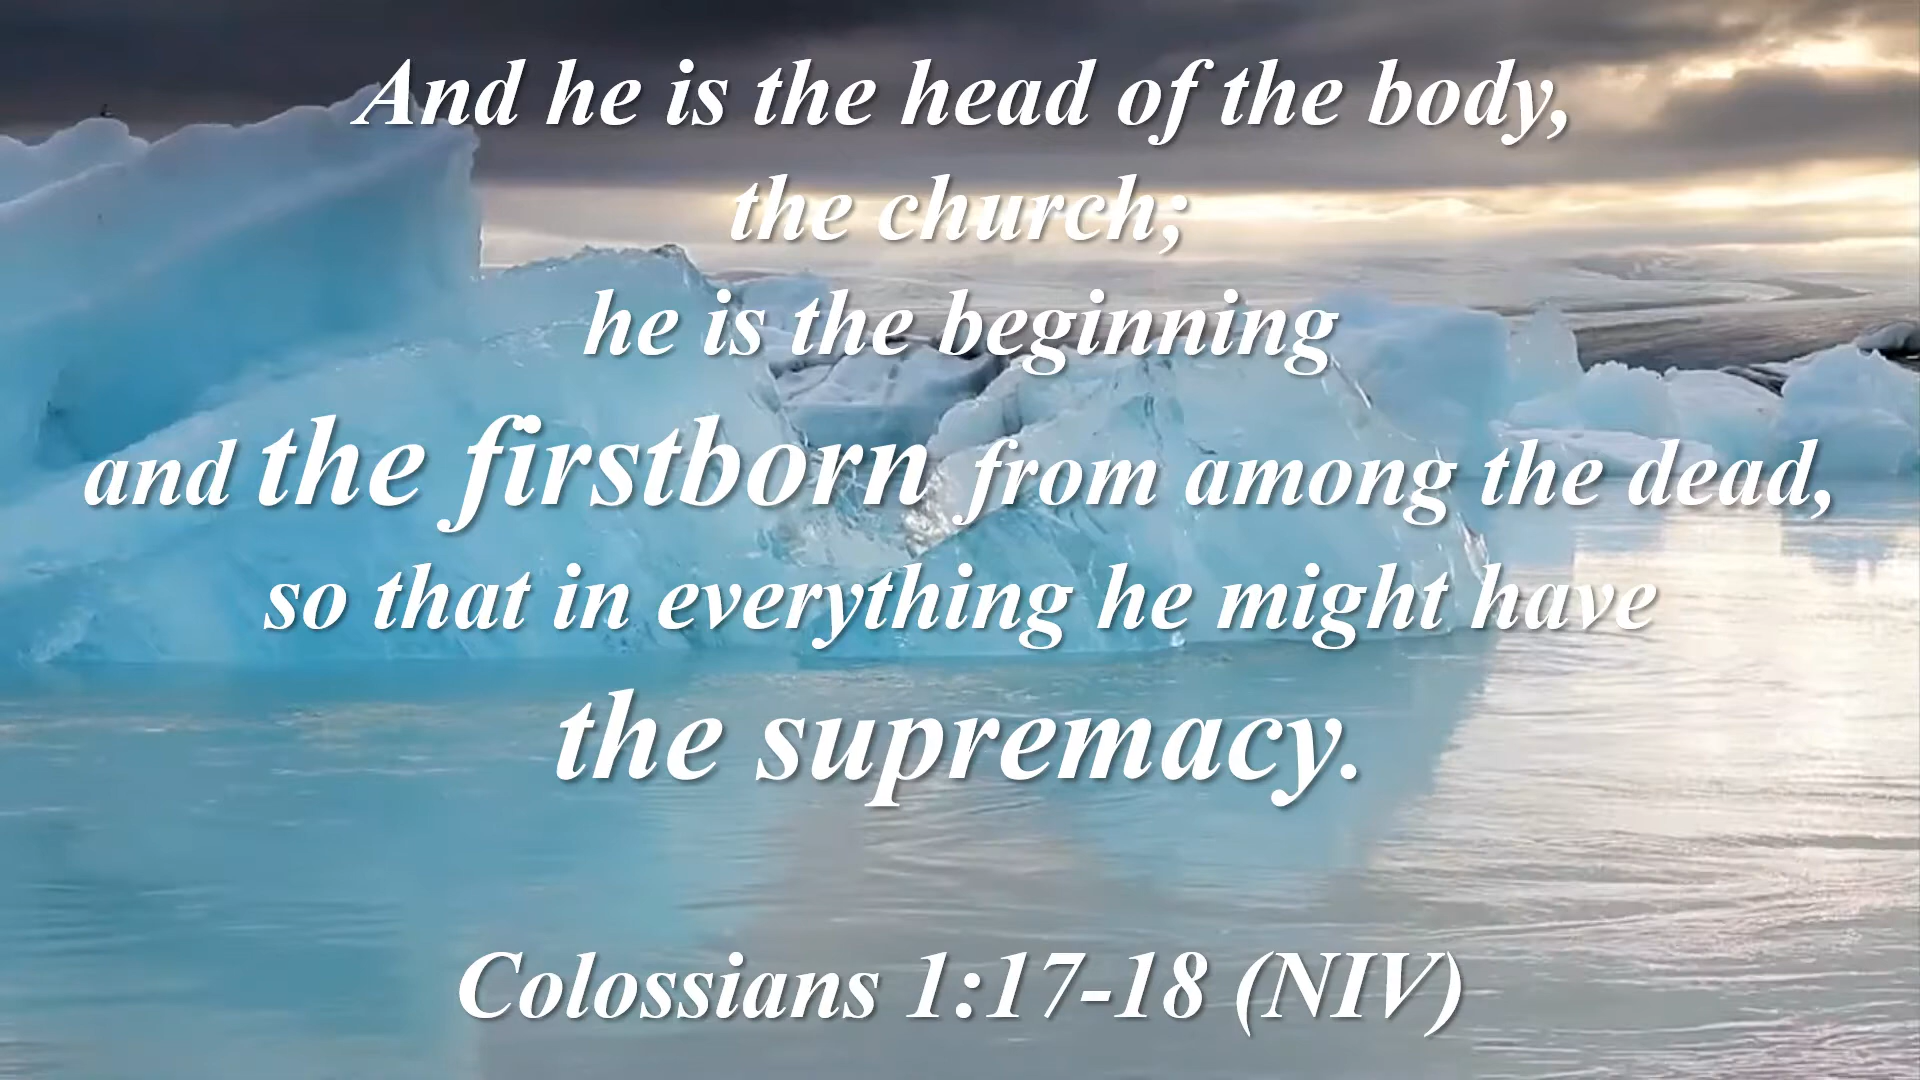 And he is the head of the body,
the church;
he is the beginning
and the firstborn from among the dead,
so that in everything he might have
the supremacy.
Colossians 1:17-18 (NIV)